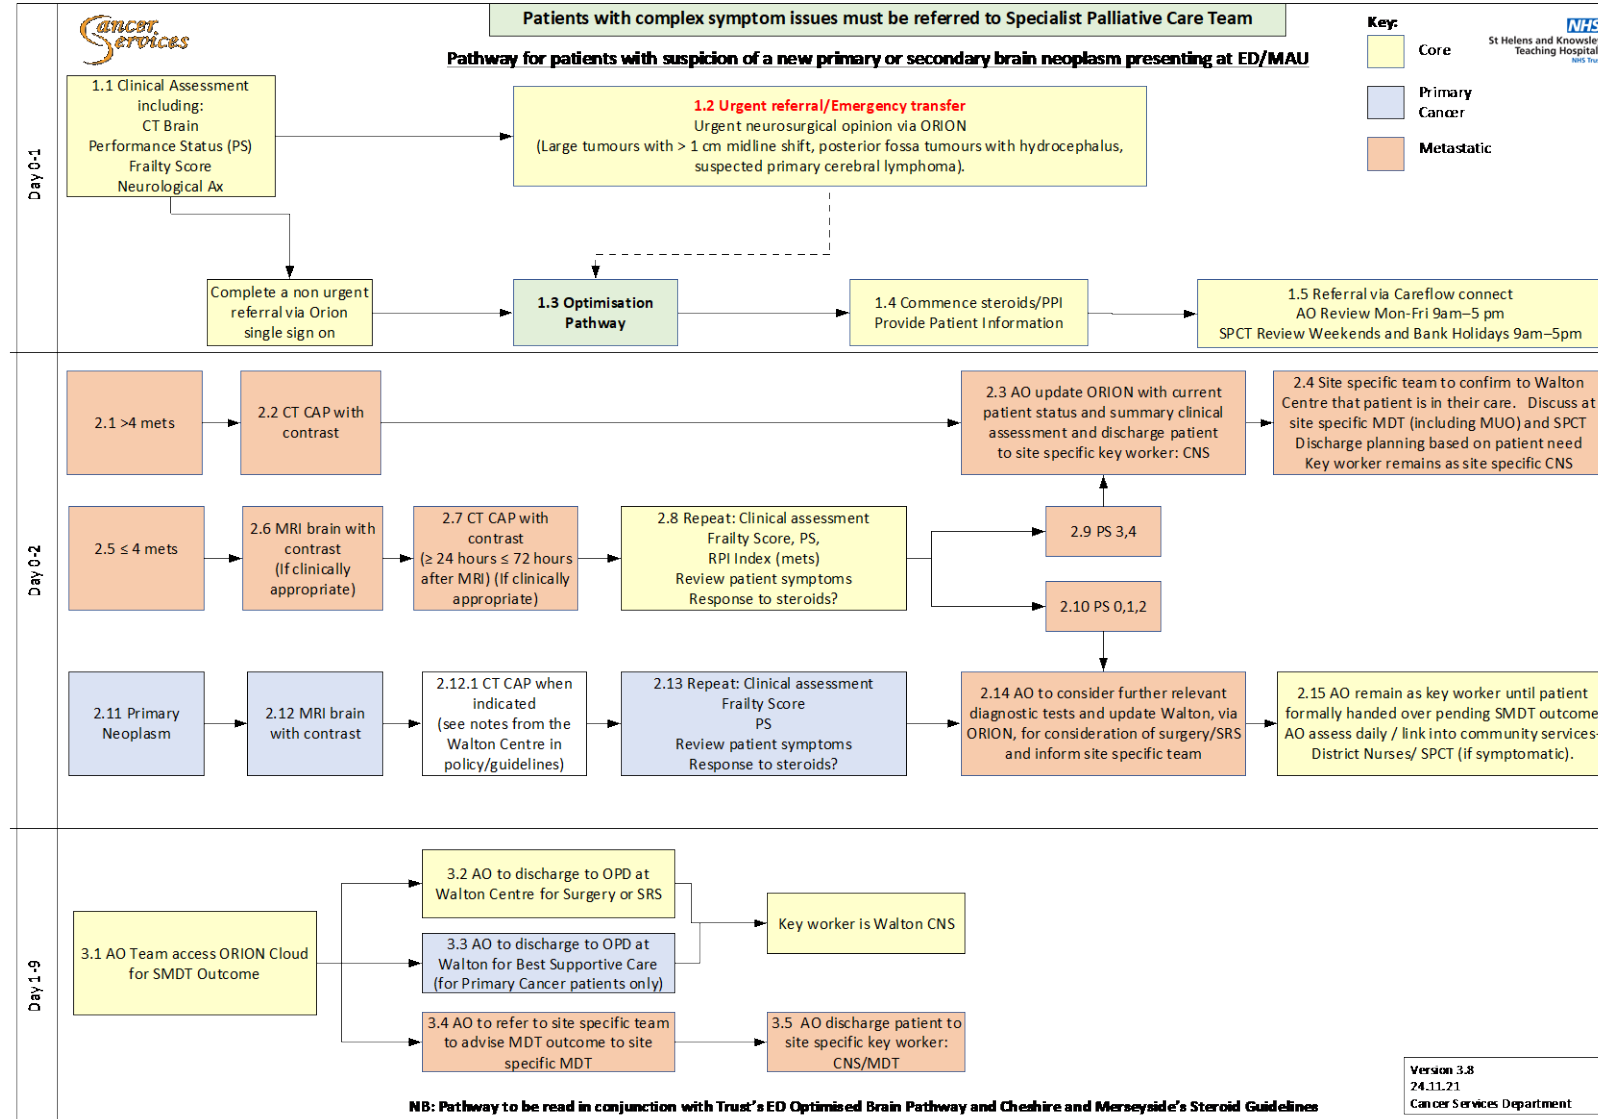 Cancer Services
Patients with complex symptom issues must be referred to Specialist Palliative Care Team
Pathway for patients with suspicion of a new primary or secondary brain neoplasm presenting at ED/MAU
Key:
Core
Primary
Cancer
Metastatic
NHS
St Helens and Knowsley
Teaching Hospitals
NHS Trust
Day 0-1
1.1 Clinical Assessment
including:
CT Brain
Performance Status (PS)
Frailty Score
Neurological Ax
1.2 Urgent referral/Emergency transfer
Urgent neurosurgical opinion via ORION
(Large tumours with > 1 cm midline shift, posterior fossa tumours with hydrocephalus,
suspected primary cerebral lymphoma).
Complete a non urgent
referral via Orion
single sign on
1.3 Optimisation
Pathway
1.4 Commence steroids/PPI
Provide Patient Information
1.5 Referral via Careflow connect
AO Review Mon-Fri 9am–5 pm
SPCT Review Weekends and Bank Holidays 9am–5pm
Day 0-2
2.1 >4 mets
2.2 CT CAP with
contrast
2.3 AO update ORION with current
patient status and summary clinical
assessment and discharge patient
to site specific key worker: CNS
2.4 Site specific team to confirm to Walton
Centre that patient is in their care. Discuss at
site specific MDT (including MUO) and SPCT
Discharge planning based on patient need
Key worker remains as site specific CNS
2.5 ≤ 4 mets
2.6 MRI brain with
contrast
(If clinically
appropriate)
2.7 CT CAP with
contrast
(≥ 24 hours ≤ 72 hours
after MRI) (If clinically
appropriate)
2.8 Repeat: Clinical assessment
Frailty Score, PS,
RPI Index (mets)
Review patient symptoms
Response to steroids?
2.9 PS 3,4
2.10 PS 0,1,2
2.11 Primary
Neoplasm
2.12 MRI brain
with contrast
2.12.1 CT CAP when
indicated
(see notes from the
Walton Centre in
policy/guidelines)
2.13 Repeat: Clinical assessment
Frailty Score
PS
Review patient symptoms
Response to steroids?
2.14 AO to consider further relevant
diagnostic tests and update Walton, via
ORION, for consideration of surgery/SRS
and inform site specific team
2.15 AO remain as key worker until patient
formally handed over pending SMDT outcome
AO assess daily / link into community services-
District Nurses/ SPCT (if symptomatic).
Day 1-9
3.1 AO Team access ORION Cloud
for SMDT Outcome
3.2 AO to discharge to OPD at
Walton Centre for Surgery or SRS
3.3 AO to discharge to OPD at
Walton for Best Supportive Care
(for Primary Cancer patients only)
Key worker is Walton CNS
3.4 AO to refer to site specific team
to advise MDT outcome to site
specific MDT
3.5 AO discharge patient to
site specific key worker:
CNS/MDT
Version 3.8
24.11.21
Cancer Services Department
NB: Pathway to be read in conjunction with Trust's ED Optimised Brain Pathway and Cheshire and Merseyside's Steroid Guidelines